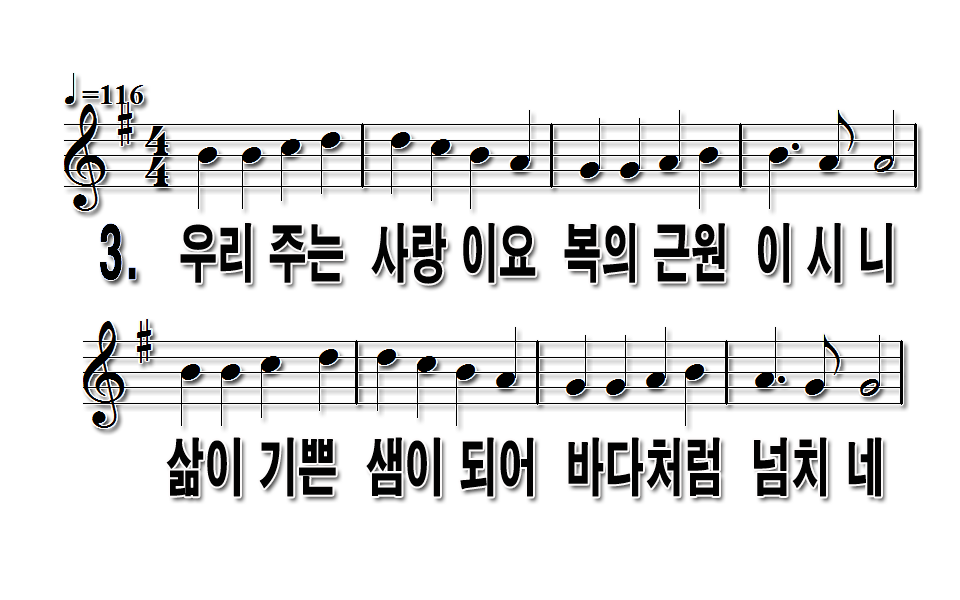 ♩=116
3. 우리 주는 사랑 이요 복의 근원 이 시 니
삶이 기쁜 샘이 되어 바다처럼 넘치 네